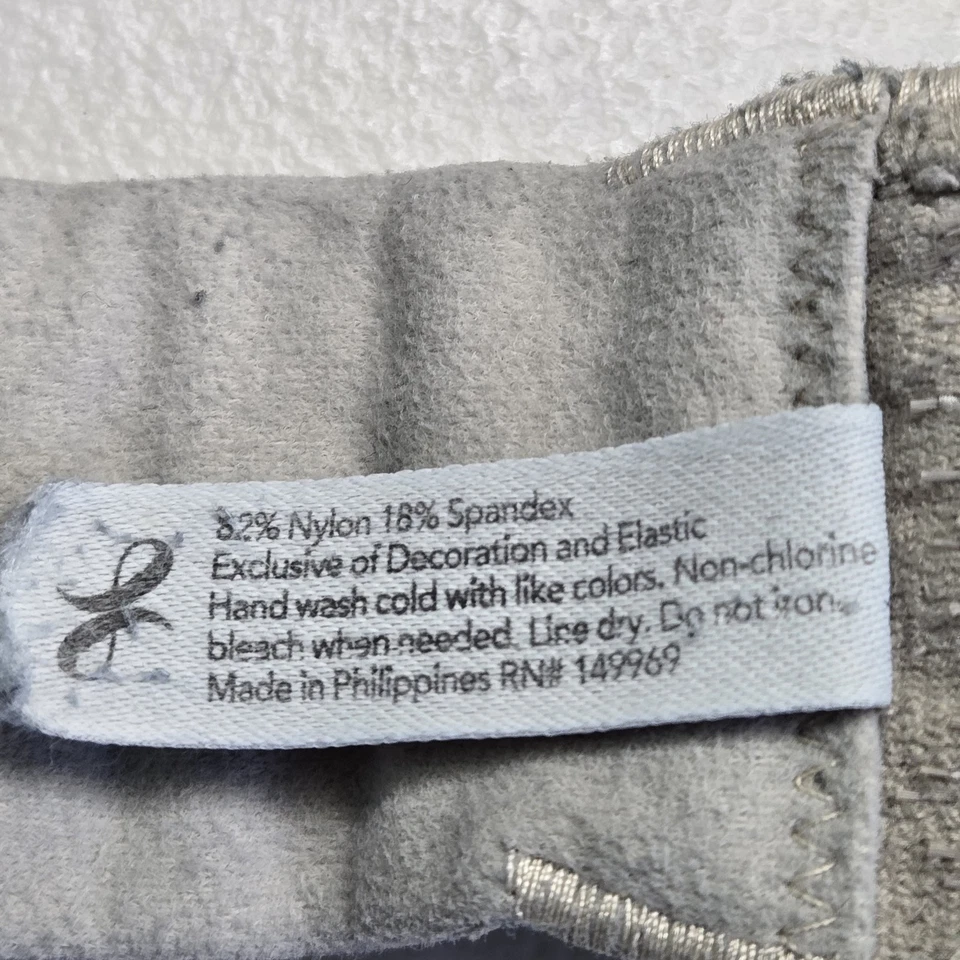 82% Nylon 18% Spandex
Exclusive of Decoration and Elastic
Hand wash cold with like colors. Non-chlorine
bleach when needed. Line dry. Do not iron.
Made in Philippines RN# 149969